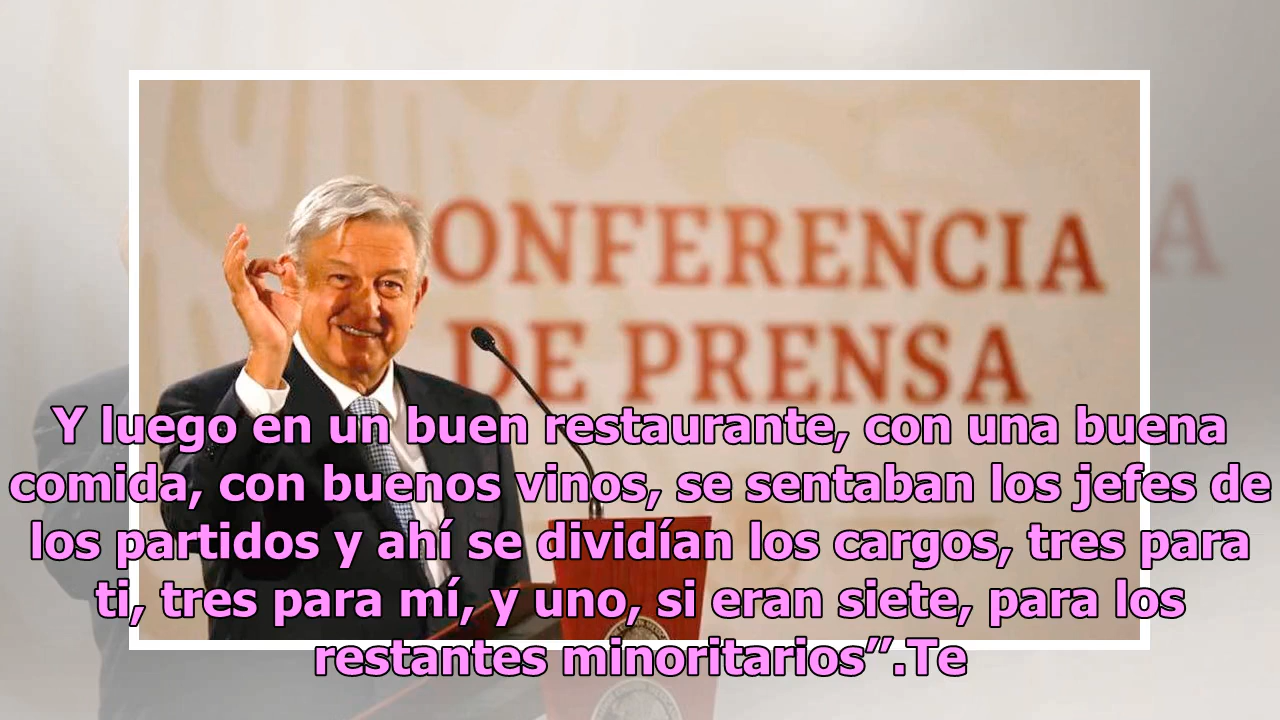 CONFERENCIA
DE PRENSA
Y luego en un buen restaurante, con una buena
comida, con buenos vinos, se sentaban los jefes de
los partidos y ahí se dividían los cargos, tres para
ti, tres para mí, y uno, si eran siete, para los
restantes minoritarios”.Te